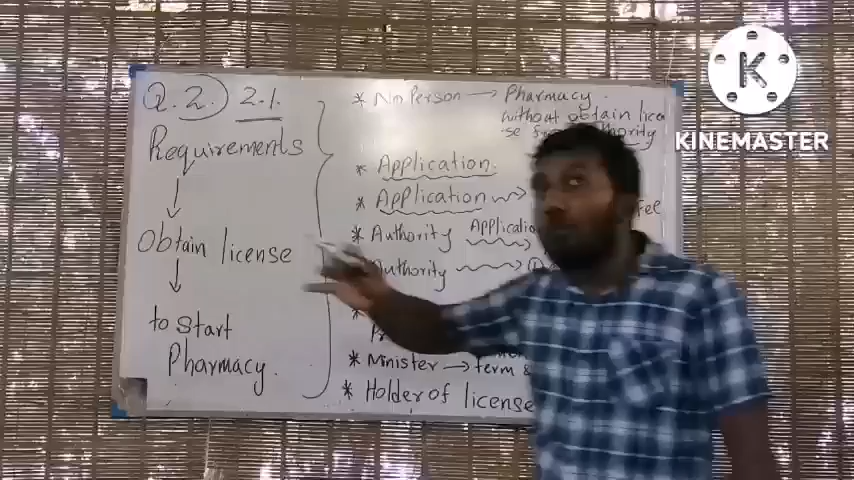 Q.2) 2.1.
Requirements
Obtain license
to start
Pharmacy.
* No Person → Pharmacy.
without obtain lice
-se
* Application.
* Application
Fee
* Authority Applicatio
Authority
*
* Minister → term &
* Holder of license
K
KINEMASTER